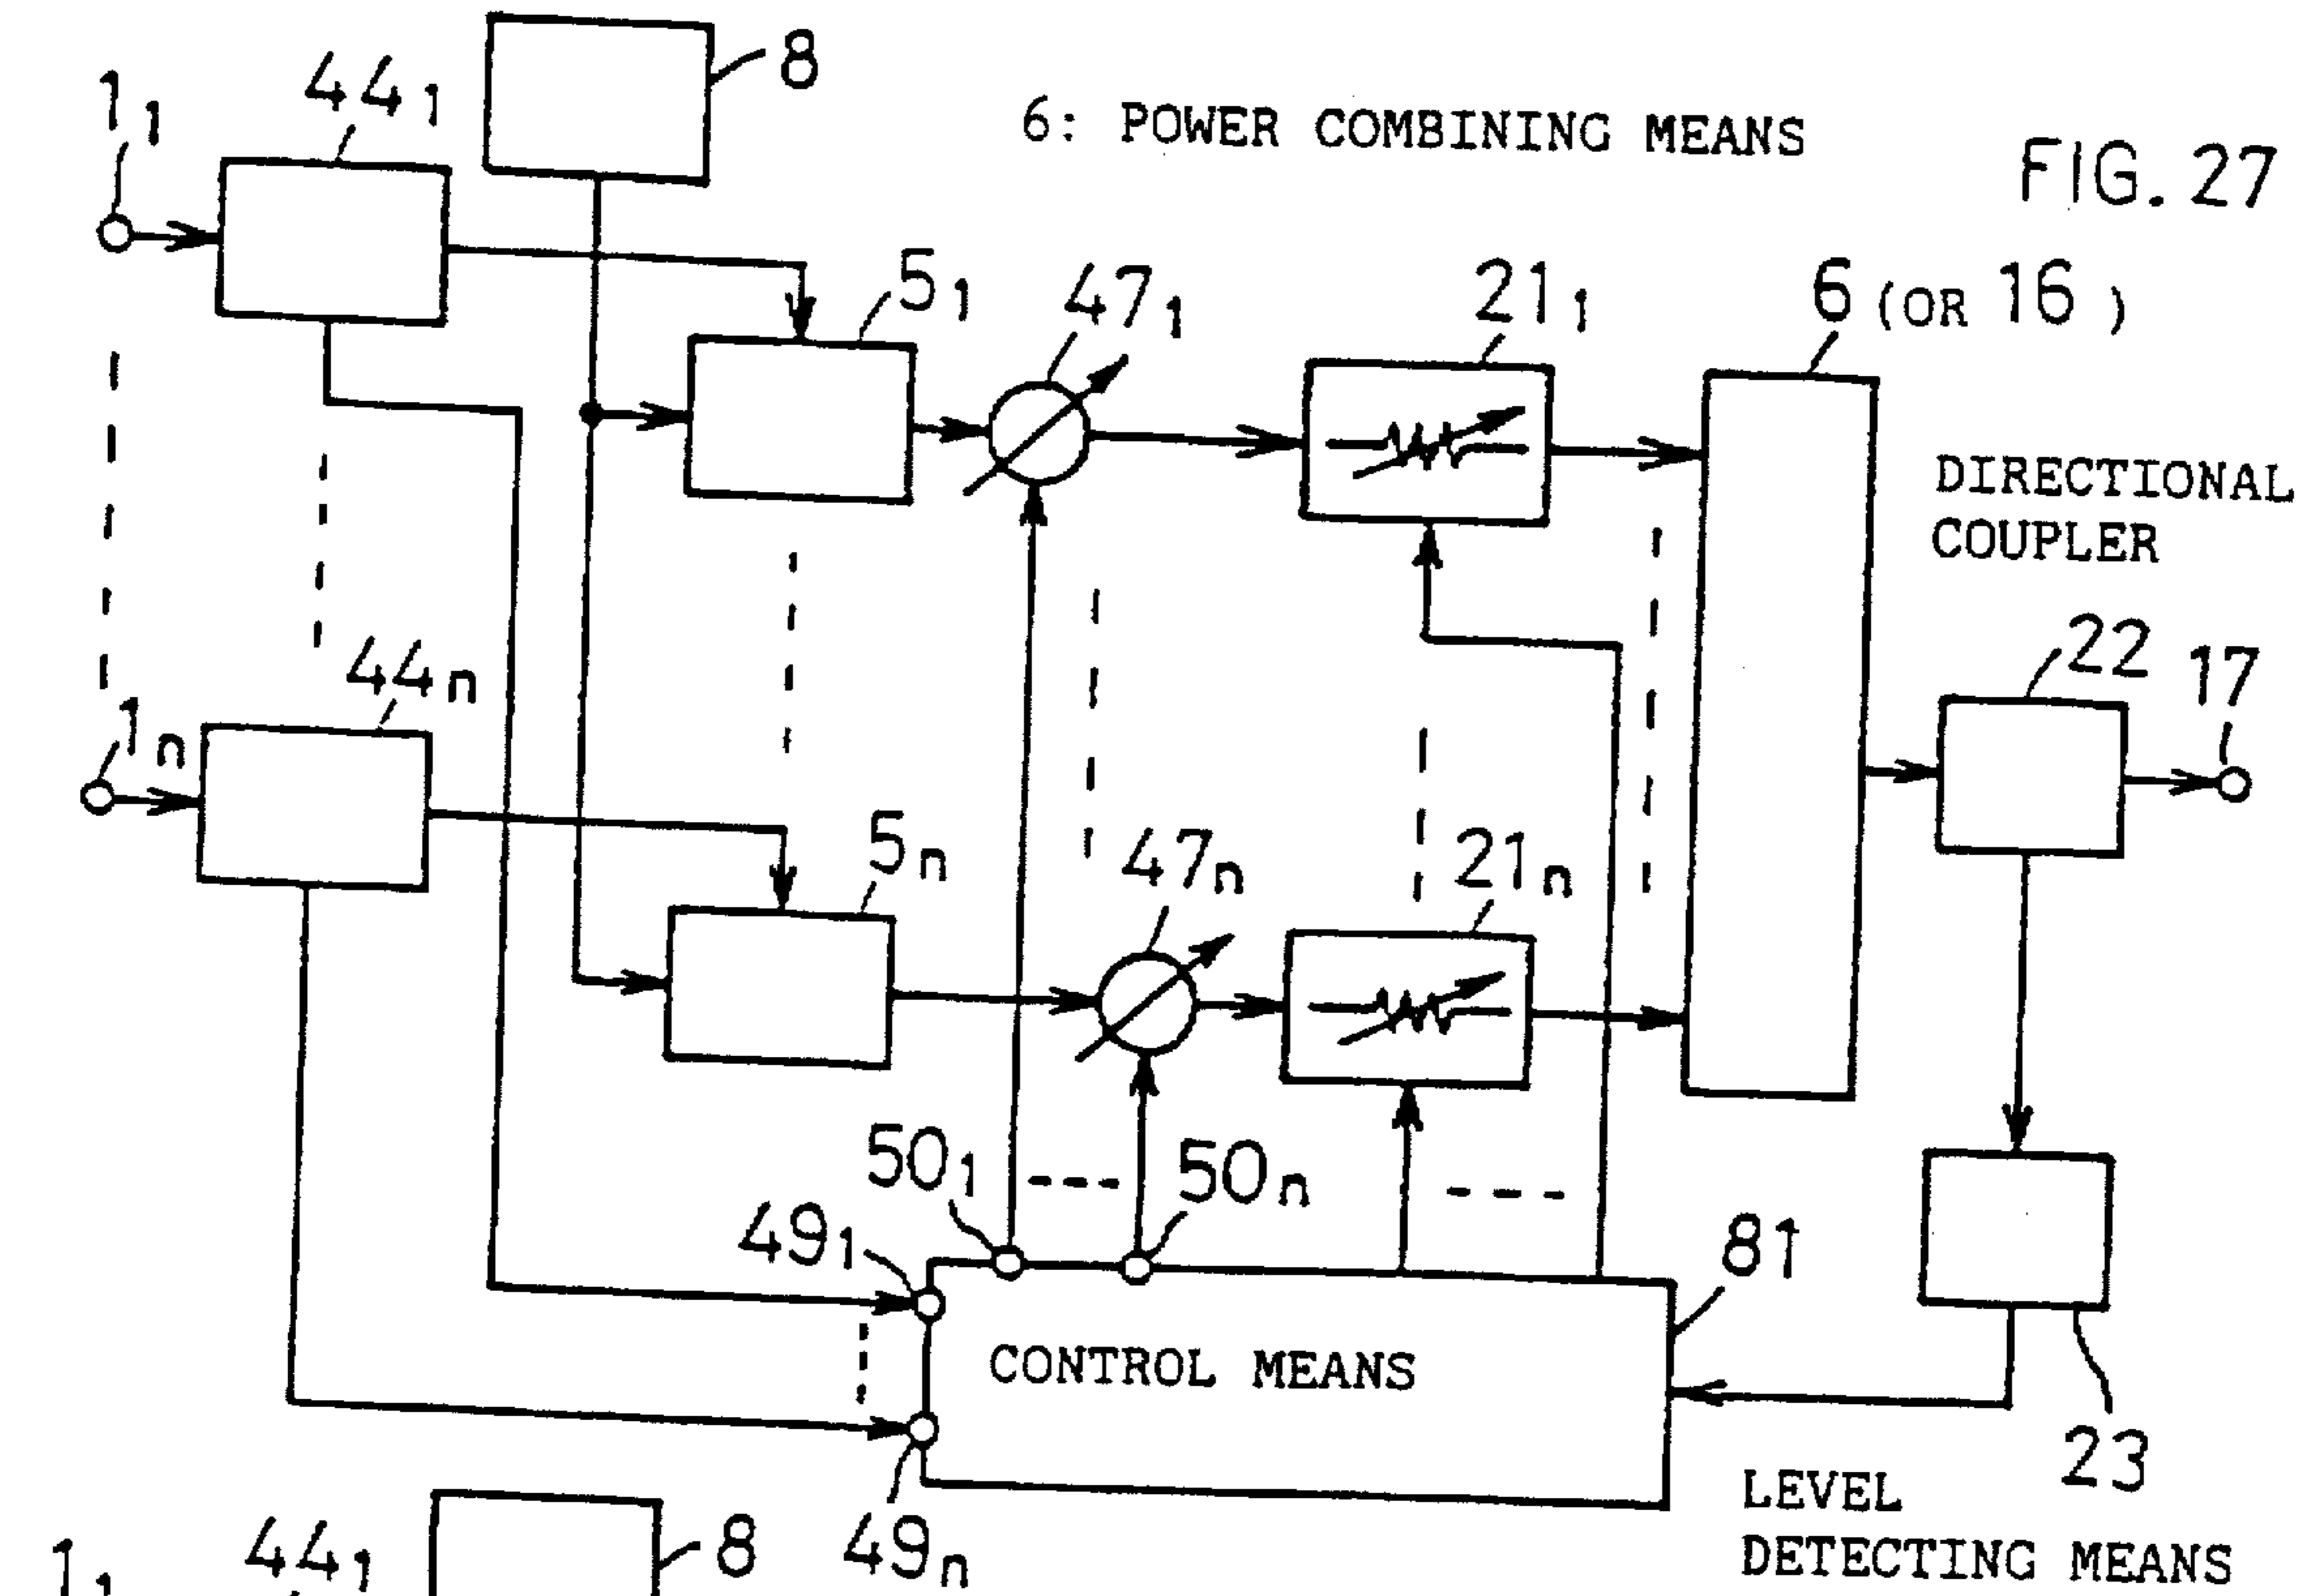 8
1₁
44₁
6: POWER COMBINING MEANS
FIG. 27
5₁
47₁
21₁
6 (OR 16 )
DIRECTIONAL
COUPLER
44n
22
17
1n
5n
47n
21n
50₁
50n
49₁
81
CONTROL MEANS
23
LEVEL
DETECTING MEANS
49n
8
44₁
1₁